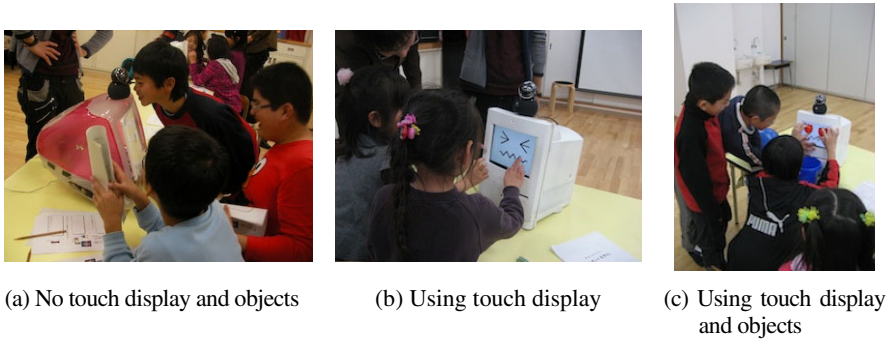 PUMA
(a) No touch display and objects
(b) Using touch display
(c) Using touch display
and objects